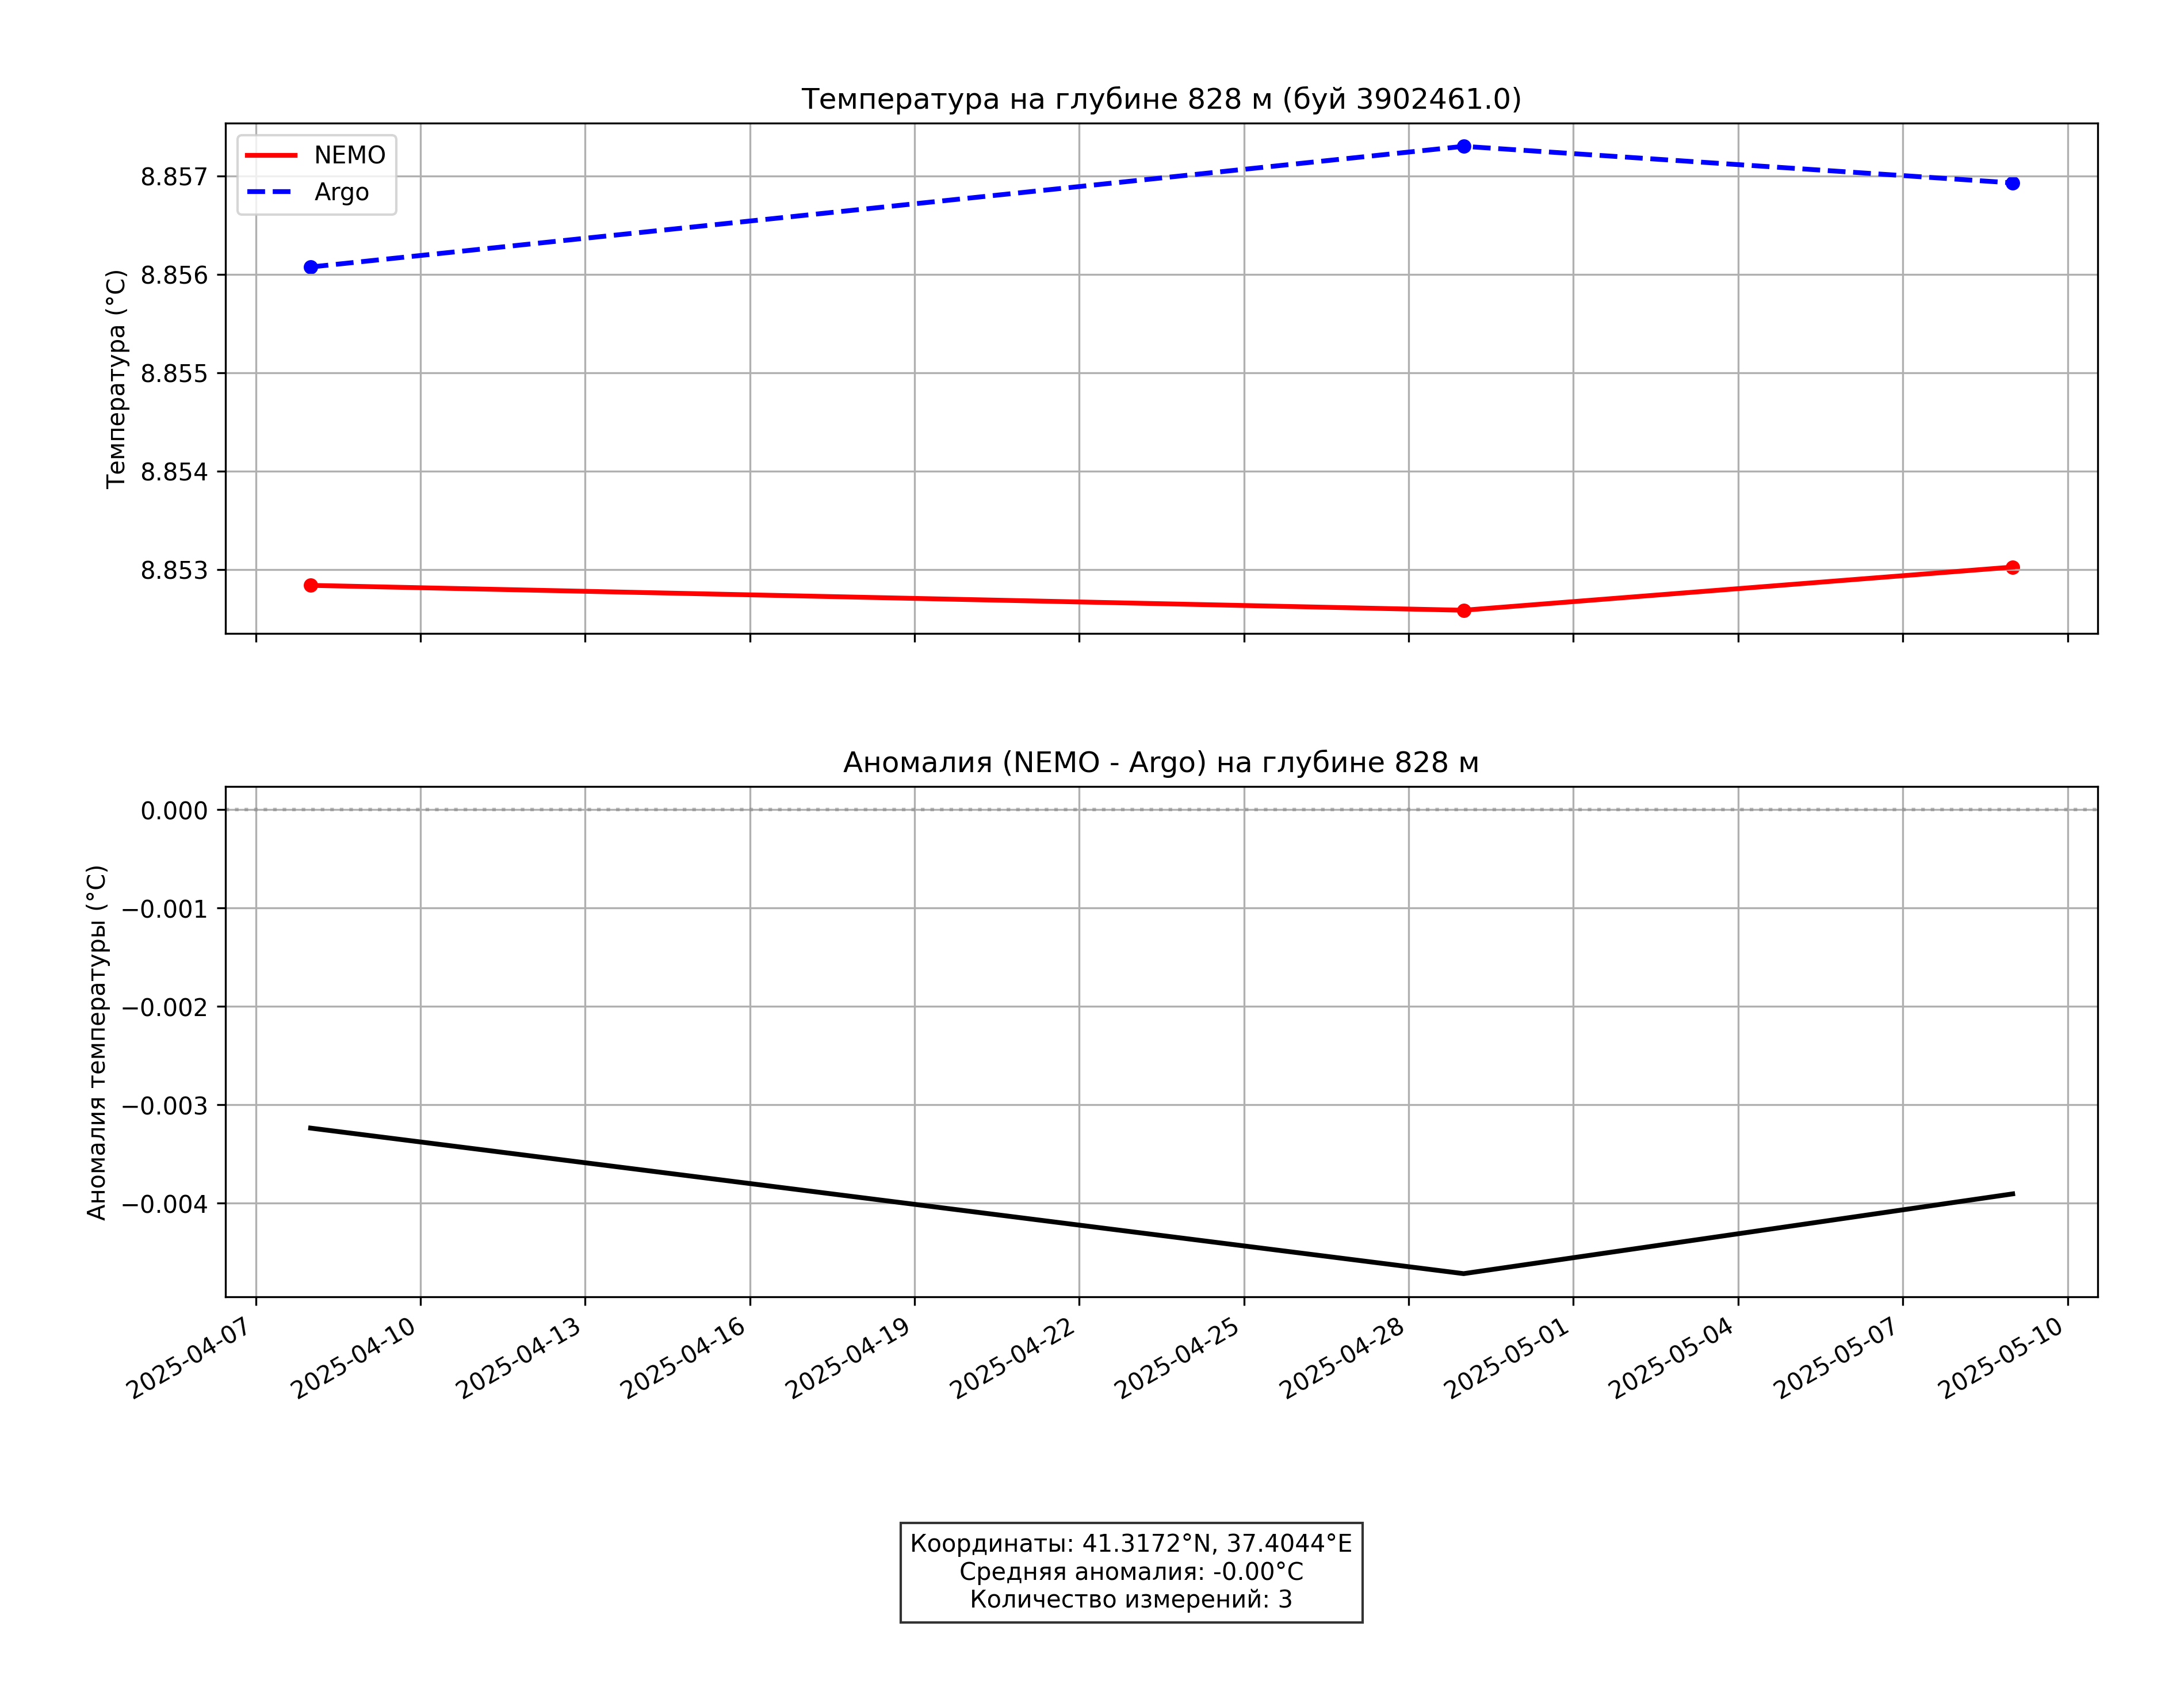 Температура на глубине 828 м (буй 3902461.0)
NEMO
Argo
Температура (°C)
8.857
8.856
8.855
8.854
8.853
Аномалия (NEMO - Argo) на глубине 828 м
Аномалия температуры (°C)
0.000
−0.001
−0.002
−0.003
−0.004
2025-04-07
2025-04-10
2025-04-13
2025-04-16
2025-04-19
2025-04-22
2025-04-25
2025-04-28
2025-05-01
2025-05-04
2025-05-07
2025-05-10
Координаты: 41.3172°N, 37.4044°E
Средняя аномалия: -0.00°C
Количество измерений: 3